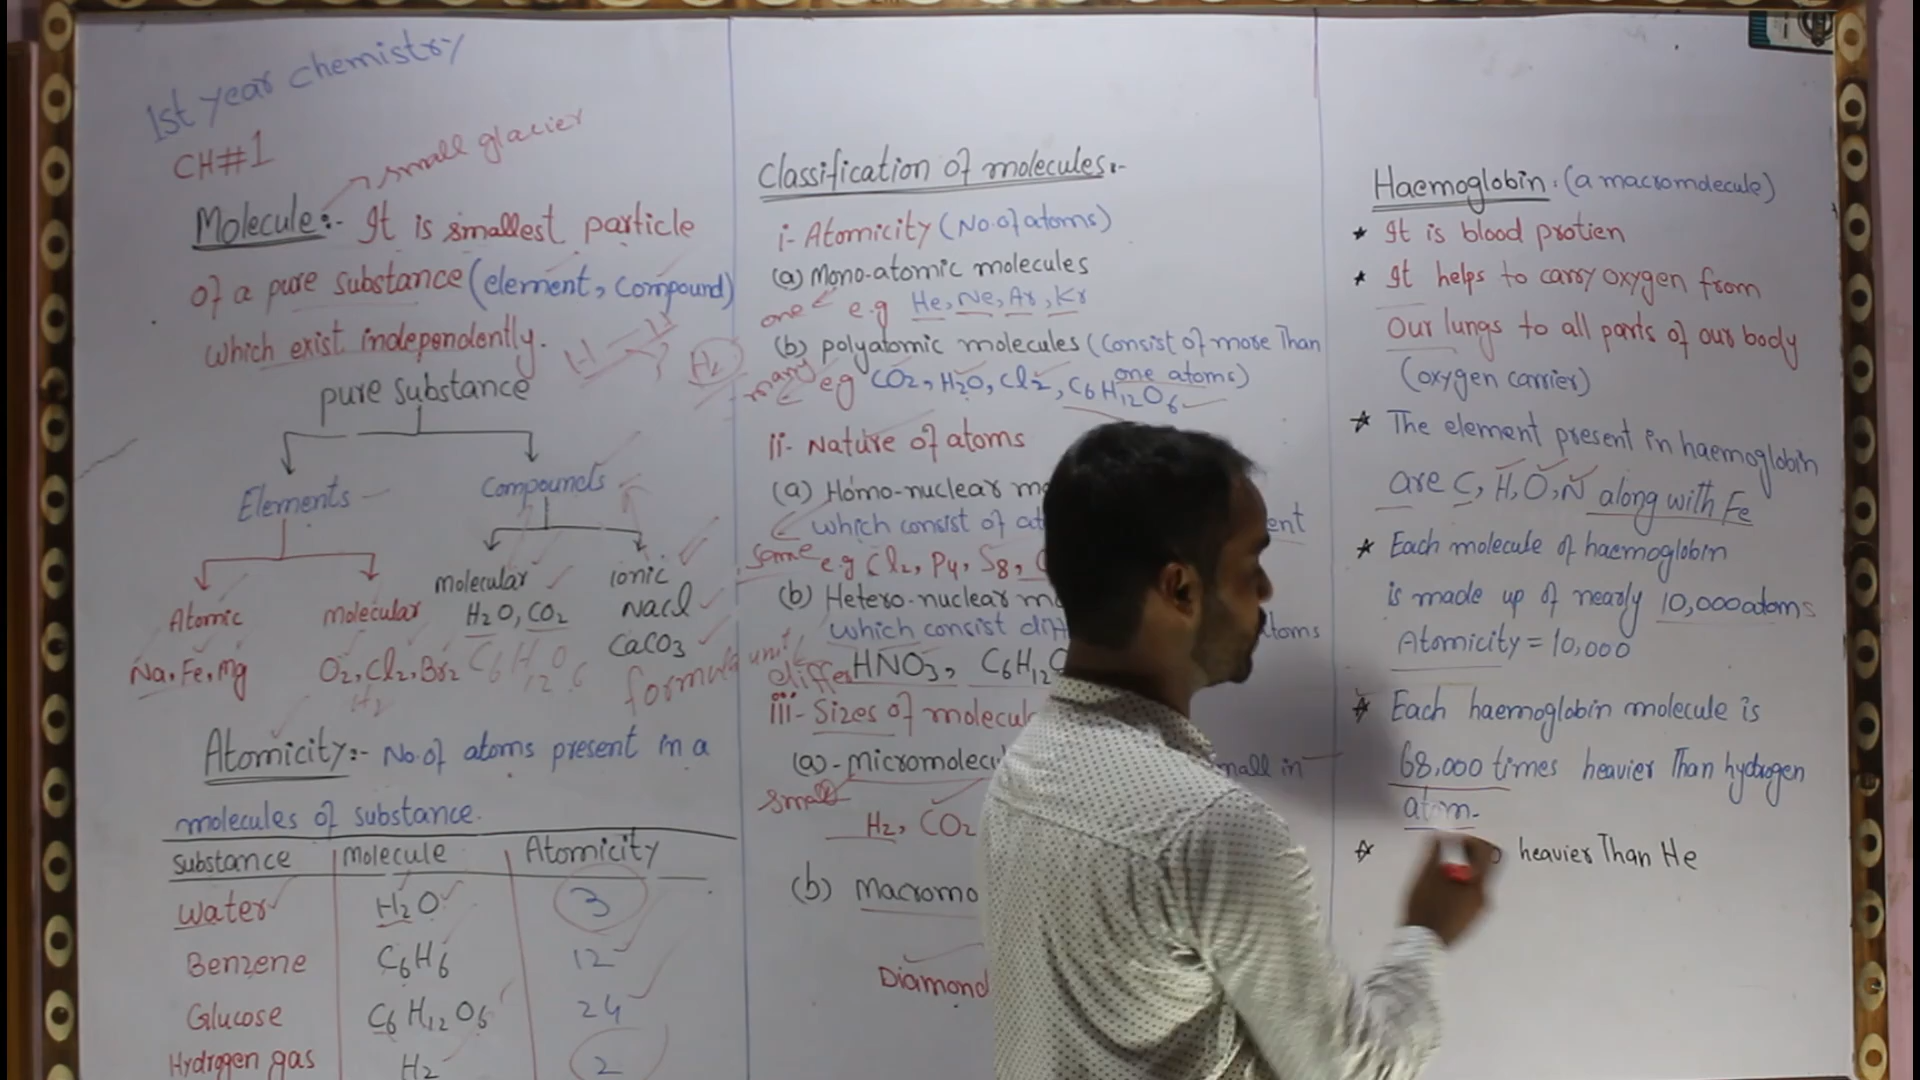 1st year chemistry
CH#1
small glacier
Molecule:- It is smallest particle
of a pure substance (element, compound)
which exist independently.
H - H
H2
pure substance
Elements
Compounds
Atomic
molecular
molecular
ionic
Na, Fe, Mg
O2, Cl2, Br2
H2
H2O, CO2
C6H12O6
NaCl
CaCO3
formula unit
Atomicity:- No. of atoms present in a
molecules of substance.
Substance Molecule Atomicity
Water H2O 3
Benzene C6H6 12
Glucose C6H12O6 24
Hydrogen gas H2 2
Classification of molecules:-
i- Atomicity (No. of atoms)
(a) Mono-atomic molecules
one e.g He, Ne, Ar, Kr
(b) polyatomic molecules (Consist of more Than
one atoms)
many eg CO2, H2O, Cl2, C6H12O6
ii- Nature of atoms
(a) Homo-nuclear
which consist of
same e.g Cl2, P4, S8,
(b) Hetero-nuclear
which consist atoms
differ HNO3, C6H12
iii- Sizes of
(a)- small in
small
H2, CO2
(b)
Diamond
Haemoglobin: (a macromolecule)
* It is blood protien
* It helps to carry oxygen from
Our lungs to all parts of our body
(oxygen carrier)
* The element present in haemoglobin
are C, H, O, N along with Fe
* Each molecule of haemoglobin
is made up of nearly 10,000 atoms
Atomicity = 10,000
* Each haemoglobin molecule is
68,000 times heavier Than hydrogen
atom.
* heavier Than He